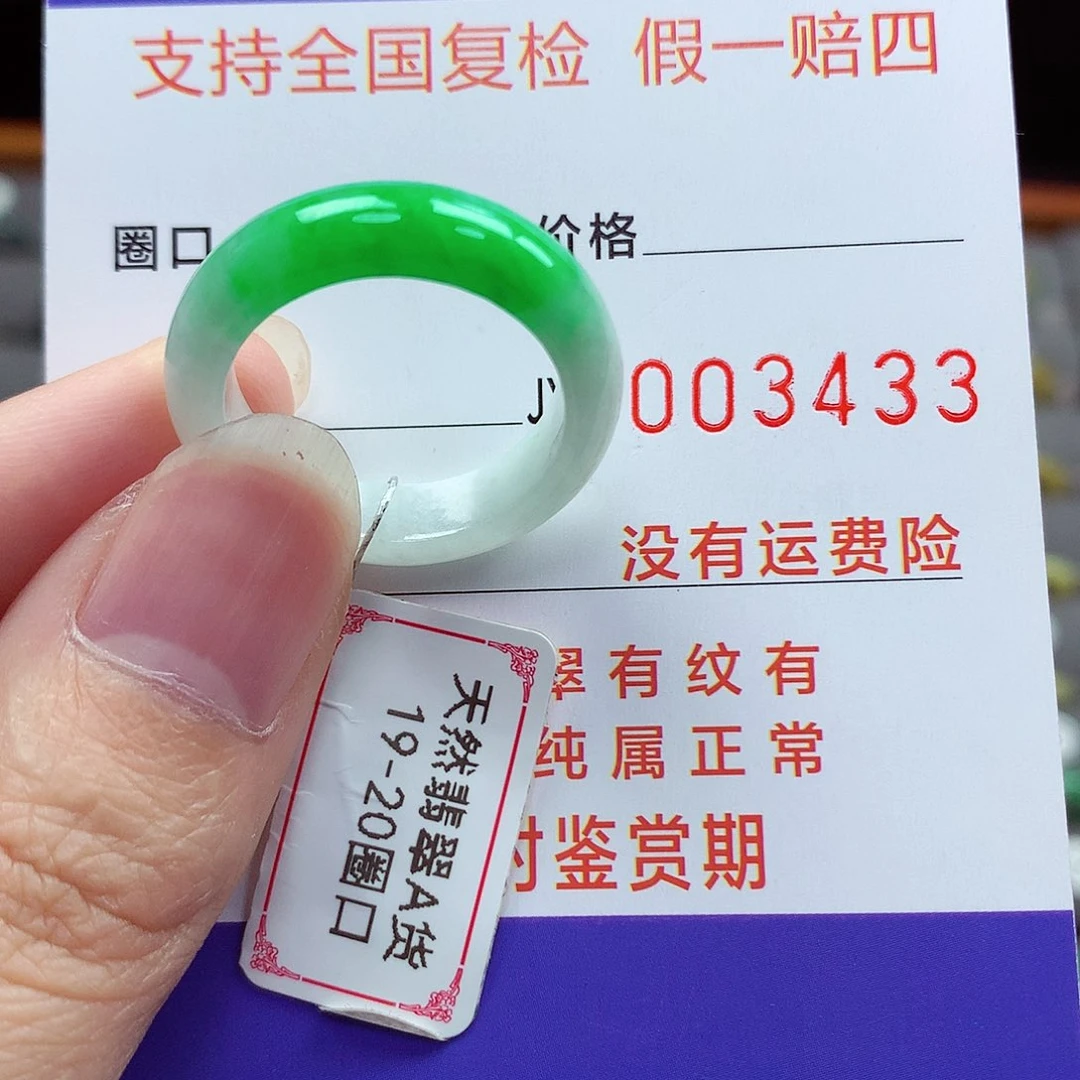 支持全国复检 假一赔四
圈口 价格
JY 003433
没有运费险
翠有纹有
纯属正常
时鉴赏期
天然翡翠A货
19-20圈口